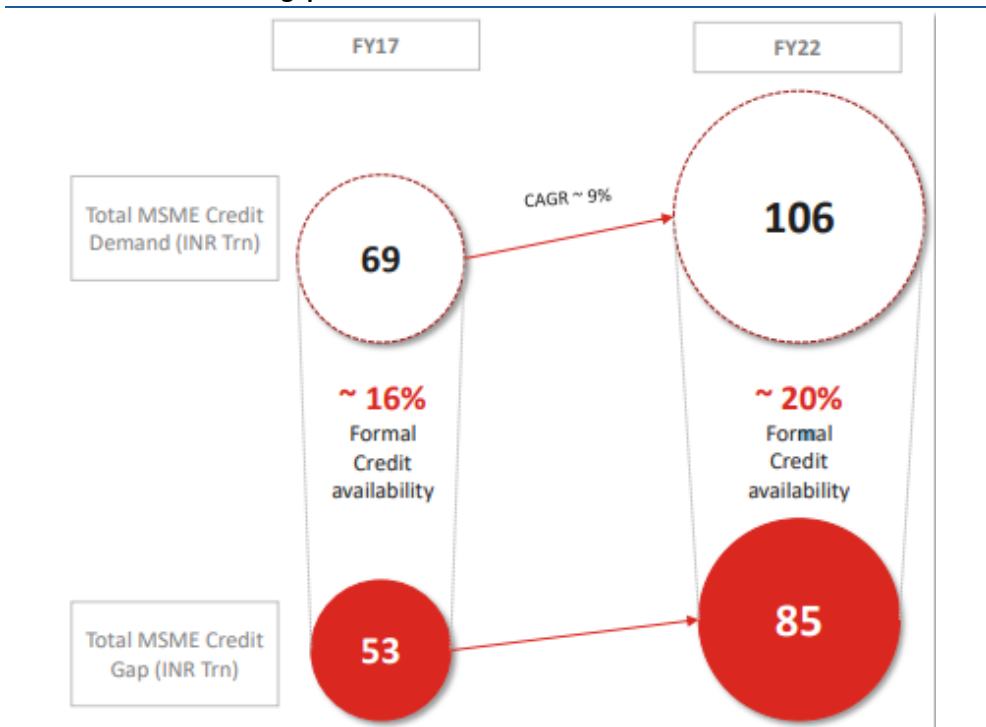 FY17
FY22
Total MSME Credit
Demand (INR Trn)
69
CAGR ~ 9%
106
~ 16%
Formal
Credit
availability
~ 20%
Formal
Credit
availability
Total MSME Credit
Gap (INR Trn)
53
85